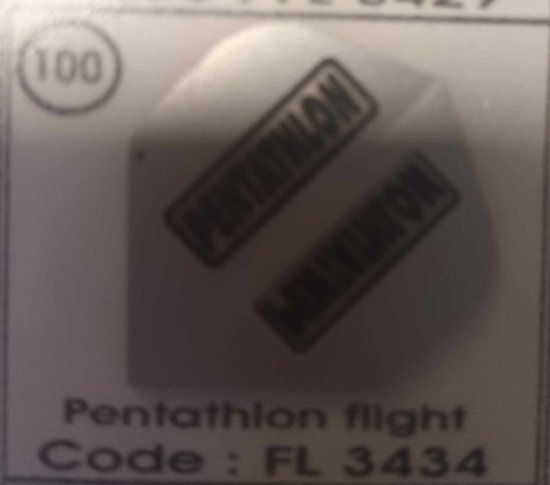 100
PENTATHLON
PENTATHLON
Pentathlon flight
Code : FL 3434